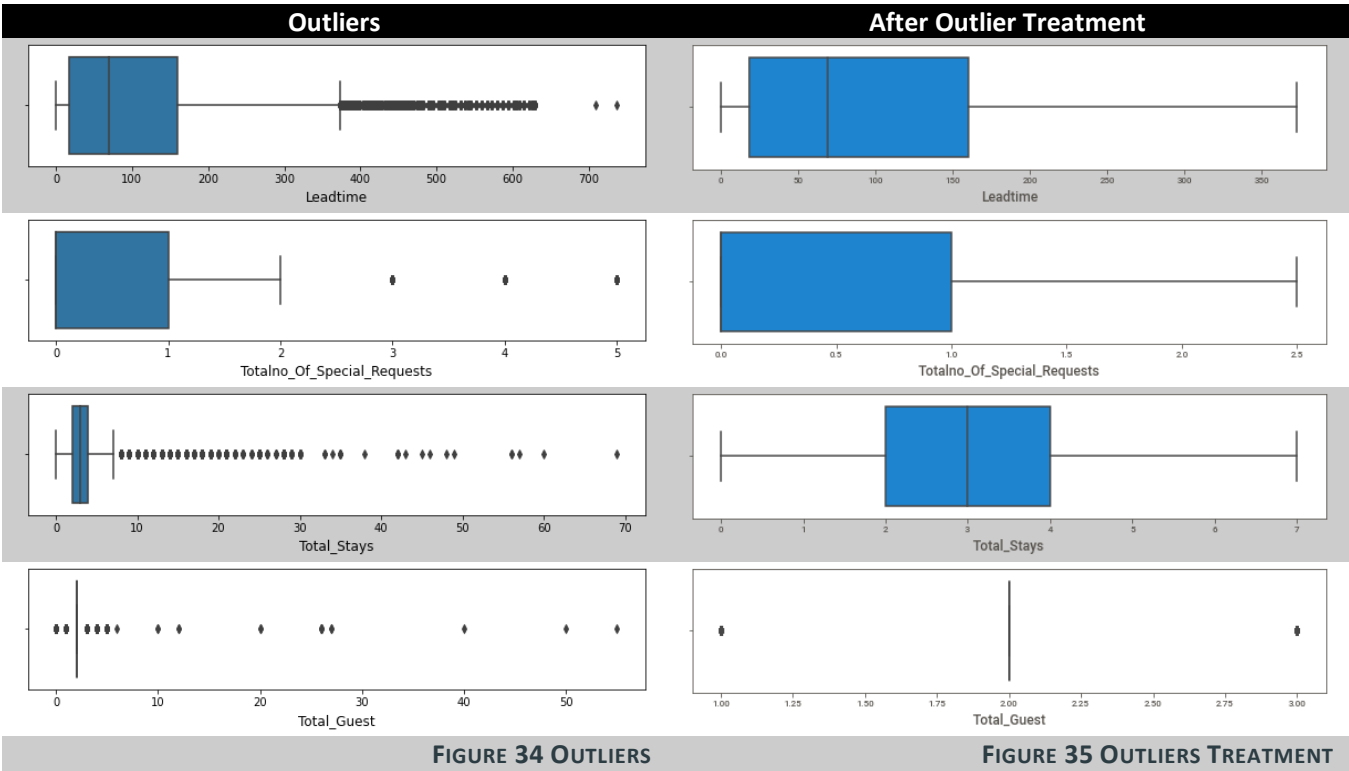 Outliers
After Outlier Treatment
0 100 200 300 400 500 600 700
Leadtime
0 50 100 150 200 250 300 350
Leadtime
0 1 2 3 4 5
Totalno_Of_Special_Requests
0.0 0.5 1.0 1.5 2.0 2.5
Totalno_Of_Special_Requests
0 10 20 30 40 50 60 70
Total_Stays
0 1 2 3 4 5 6 7
Total_Stays
0 10 20 30 40 50
Total_Guest
1.00 1.25 1.50 1.75 2.00 2.25 2.50 2.75 3.00
Total_Guest
FIGURE 34 OUTLIERS
FIGURE 35 OUTLIERS TREATMENT